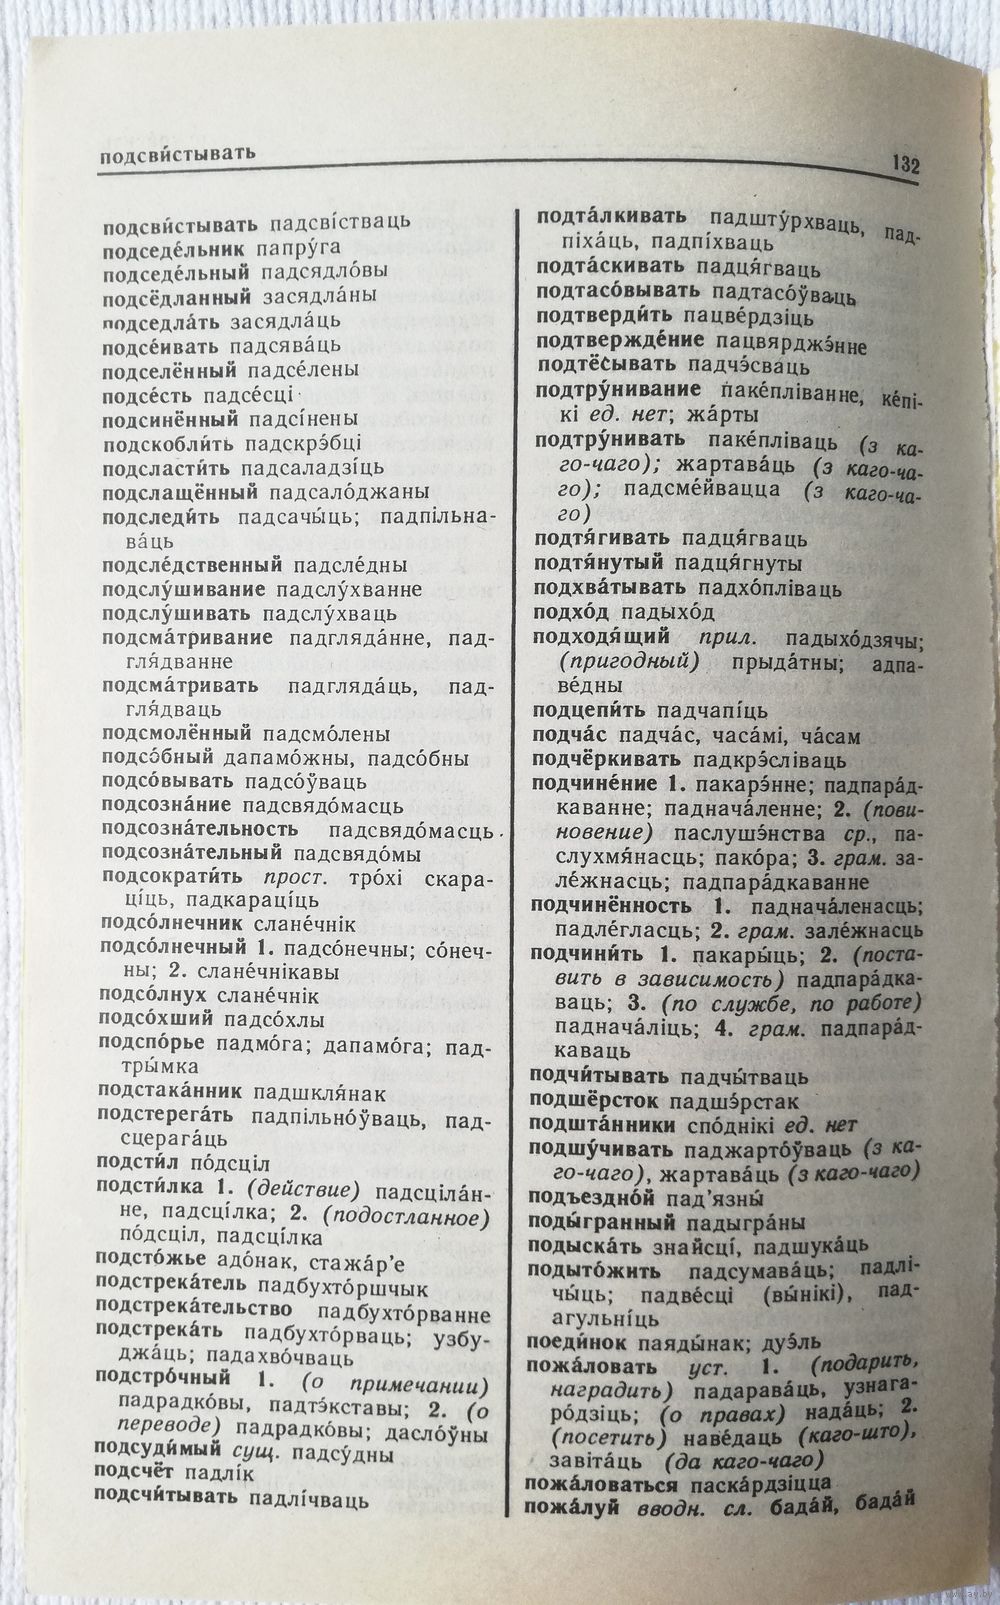 подсви́стывать
132
подсви́стывать падсві́стваць
подседе́льник папру́га
подседе́льный падсядло́вы
подсёдланный засядла́ны
подседла́ть засядла́ць
подсе́ивать падсява́ць
подселённый падсе́лены
подсе́сть падсе́сці
подсинённый падсі́нены
подскобли́ть падскрэ́бці
подсласти́ть падсаладзі́ць
подслащённый падсало́джаны
подследи́ть падсачы́ць; падпільна-
ва́ць
подсле́дственный падсле́дны
подслу́шивание падслу́хванне
подслу́шивать падслу́хваць
подсма́тривание падгляда́нне, пад-
гля́дванне
подсма́тривать падгляда́ць, пад-
гля́дваць
подсмолённый падсмо́лены
подсо́бный дапамо́жны, падсо́бны
подсо́вывать падсо́ўваць
подсозна́ние падсвядо́масць
подсозна́тельность падсвядо́масць
подсозна́тельный падсвядо́мы
подсократи́ть прост. тро́хі скара-
ці́ць, падкараці́ць
подсо́лнечник слане́чнік
подсо́лнечный 1. падсо́нечны; со́неч-
ны; 2. слане́чнікавы
подсо́лнух слане́чнік
подсо́хший падсо́хлы
подспо́рье падмо́га; дапамо́га; пад-
тры́мка
подстака́нник падшкля́нак
подстерега́ть падпільно́ўваць, пад-
сцерага́ць
подсти́л по́дсціл
подсти́лка 1. (действие) падсціла́н-
не, падсці́лка; 2. (подостланное)
по́дсціл, падсці́лка
подсто́жье адо́нак, стажа́р’е
подстрека́тель падбухто́ршчык
подстрека́тельство падбухто́рванне
подстрека́ть падбухто́рваць; узбу-
джа́ць; падахво́чваць
подстро́чный 1. (о примечании)
падрадко́вы, падтэ́кставы; 2. (о
переводе) падрадко́вы; дасло́ўны
подсуди́мый сущ. падсу́дны
подсчёт падлі́к
подсчи́тывать падлі́чваць
подта́лкивать падшту́рхваць, пад-
піха́ць, падпі́хваць
подта́скивать падця́гваць
подтасо́вывать падтасо́ўваць
подтверди́ть пацве́рдзіць
подтвержде́ние пацвярджэ́нне
подтёсывать падчэ́сваць
подтру́нивание паке́пліванне, ке́пі-
кі ед. нет; жа́рты
подтру́нивать паке́пліваць (з ка-
го-чаго); жартава́ць (з каго-ча-
го); падсме́йвацца (з каго-ча-
го)
подтя́гивать падця́гваць
подтя́нутый падця́гнуты
подхва́тывать падхо́пліваць
подхо́д падыхо́д
подходя́щий прил. падыхо́дзячы;
(пригодный) прыда́тны; адпа-
ве́дны
подцепи́ть падчапі́ць
подча́с падча́с, часа́мі, ча́сам
подчёркивать падкрэ́сліваць
подчине́ние 1. пакарэ́нне; падпара́д-
каванне; паднача́ленне; 2. (пови-
новение) паслушэ́нства ср., па-
слухмя́насць; пако́ра; 3. грам. за-
ле́жнасць; падпара́дкаванне
подчинённость 1. паднача́ленасць;
падле́гласць; 2. грам. зале́жнасць
подчини́ть 1. пакары́ць; 2. (поста-
вить в зависимость) падпара́дка-
ваць; 3. (по службе, по работе)
паднача́ліць; 4. грам. падпара́д-
каваць
подчи́тывать падчы́тваць
подшёрсток падшэ́рстак
подшта́нники спо́днікі ед. нет
подшу́чивать паджарто́ўваць (з ка-
го-чаго), жартава́ць (з каго-чаго)
подъездно́й пад’язны́
поды́гранный падыгра́ны
подыска́ть знайсці́, падшука́ць
подыто́жить падсумава́ць; падлі-
чы́ць; падве́сці (вы́нікі), пад-
агульні́ць
поеди́нок паяды́нак; дуэ́ль
пожа́ловать уст. 1. (подарить,
наградить) падарава́ць, узнага-
ро́дзіць; (о правах) нада́ць; 2.
(посетить) наве́даць (каго-што),
завіта́ць (да каго-чаго)
пожа́ловаться паска́рдзіцца
пожа́луй вводн. сл. бада́й, бада́й
www.ay.by